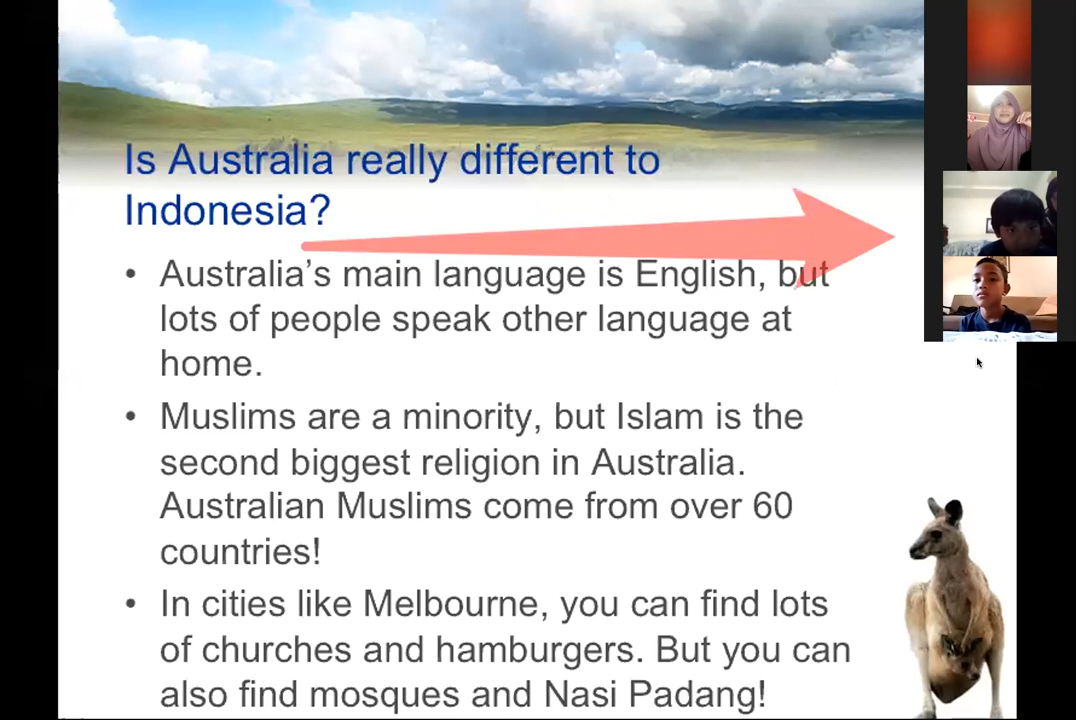 Is Australia really different to
Indonesia?
• Australia’s main language is English, but
lots of people speak other language at
home.
• Muslims are a minority, but Islam is the
second biggest religion in Australia.
Australian Muslims come from over 60
countries!
• In cities like Melbourne, you can find lots
of churches and hamburgers. But you can
also find mosques and Nasi Padang!